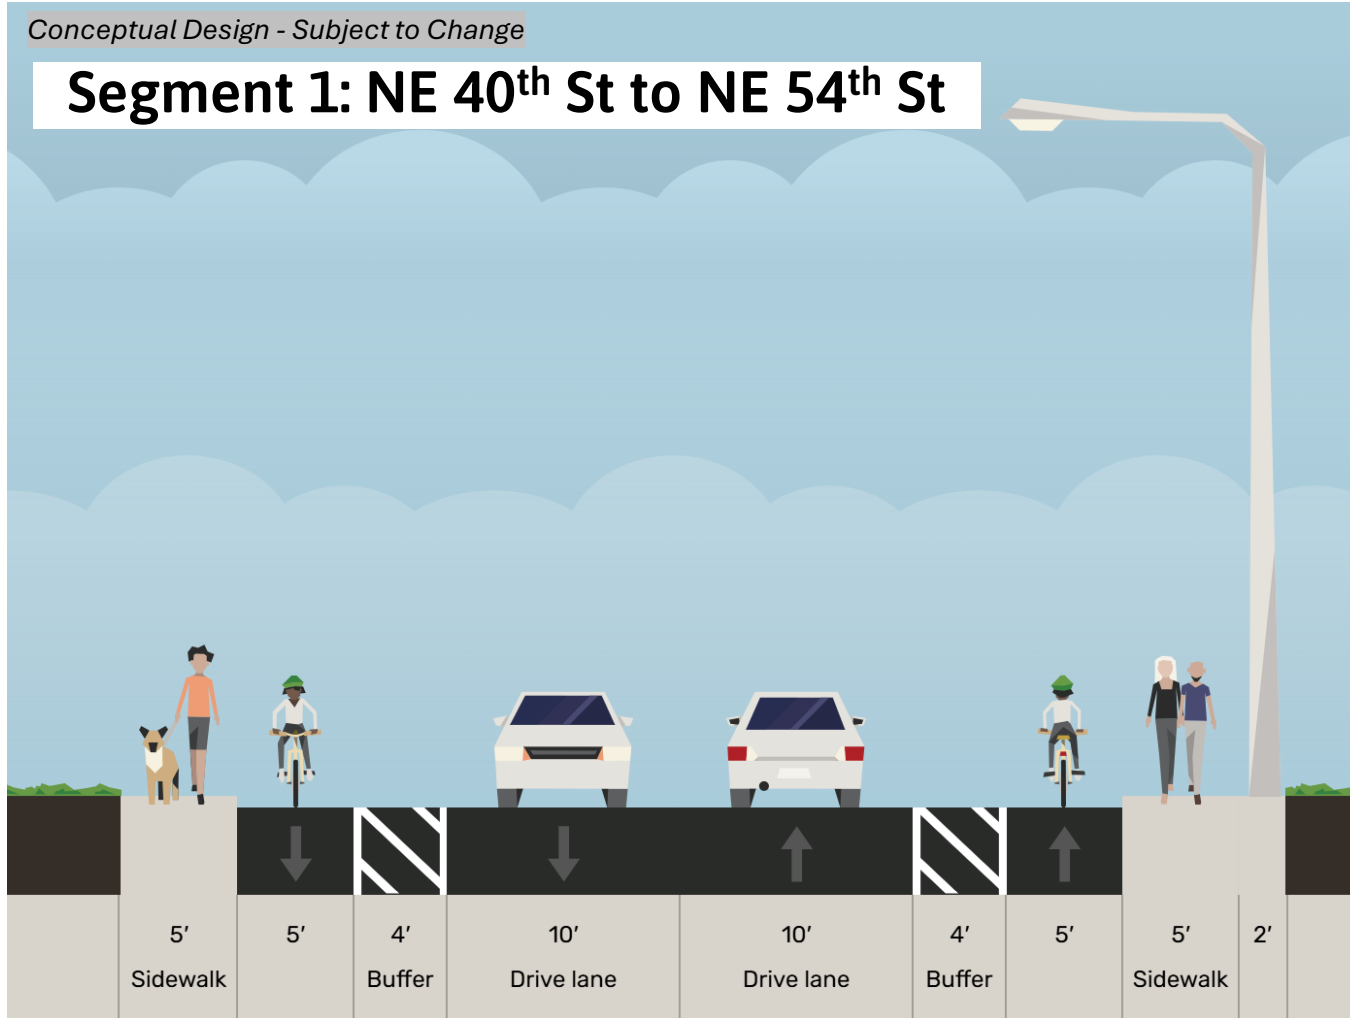 Conceptual Design - Subject to Change
Segment 1: NE 40th St to NE 54th St
5′ 5′ 4′ 10′ 10′ 4′ 5′ 5′ 2′
Sidewalk Buffer Drive lane Drive lane Buffer Sidewalk